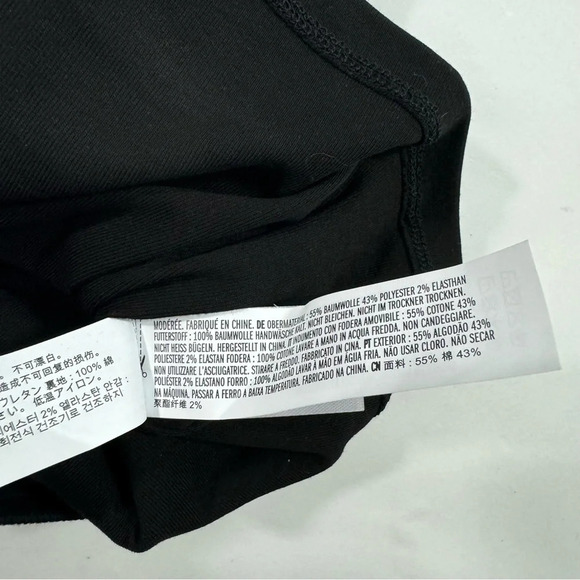 MODÉRÉE. FABRIQUÉ EN CHINE. DE OBERMATERIAL : 55% BAUMWOLLE 43% POLYESTER 2% ELASTHAN
FUTTERSTOFF : 100% BAUMWOLLE HANDWÄSCHE KALT. NICHT BLEICHEN. NICHT IM TROCKNER TROCKNEN.
NICHT HEISS BÜGELN. HERGESTELLT IN CHINA. IT INDUMENTO CON FODERA AMOVIBILE : 55% COTONE 43%
POLIESTERE 2% ELASTAN FODERA : 100% COTONE LAVARE A MANO IN ACQUA FREDDA. NON CANDEGGIARE.
NON UTILIZZARE L'ASCIUGATRICE. STIRARE A FREDDO. FABBRICATO IN CINA. PT EXTERIOR : 55% ALGODÃO 43%
POLIÉSTER 2% ELASTANO FORRO : 100% ALGODÃO LAVAR À MÃO EM ÁGUA FRIA. NÃO USAR CLORO. NÃO SECAR
NA MÁQUINA. PASSAR A FERRO A BAIXA TEMPERATURA. FABRICADO NA CHINA. CN 面料 : 55% 棉 43%
聚酯纤维 2%
不可漂白。
造成不可回复的损伤。
ウレタン 裏地 : 100% 綿
さい。低温アイロン。
에스터 2% 엘라스탄 안감 :
회전식 건조기로 건조하지